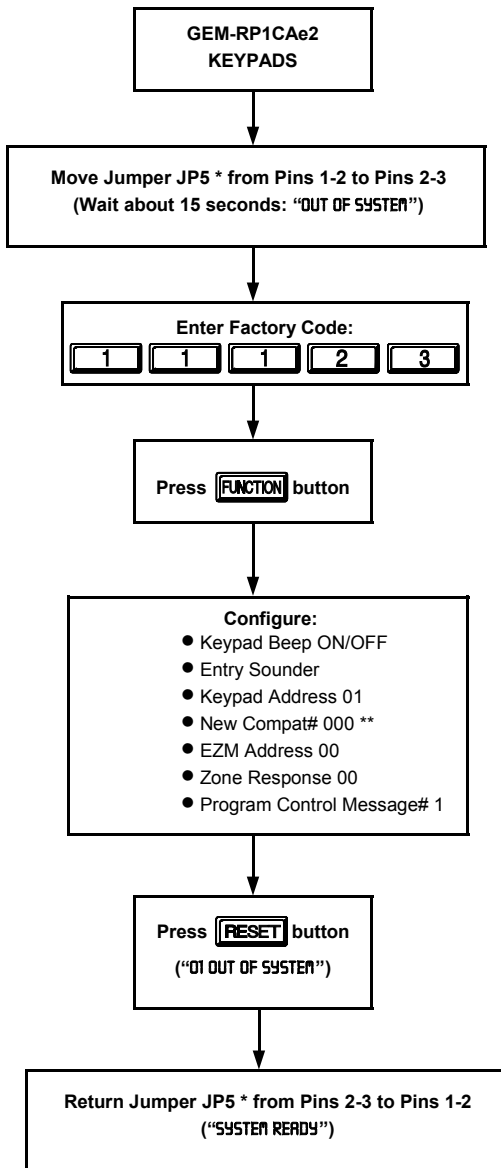 GEM-RP1CAe2
KEYPADS
Move Jumper JP5 * from Pins 1-2 to Pins 2-3
(Wait about 15 seconds: “OUT OF SYSTEM”)
Enter Factory Code:
1 1 1 2 3
Press FUNCTION button
Configure:
● Keypad Beep ON/OFF
● Entry Sounder
● Keypad Address 01
● New Compat# 000 **
● EZM Address 00
● Zone Response 00
● Program Control Message# 1
Press RESET button
(“01 OUT OF SYSTEM”)
Return Jumper JP5 * from Pins 2-3 to Pins 1-2
(“SYSTEM READY”)